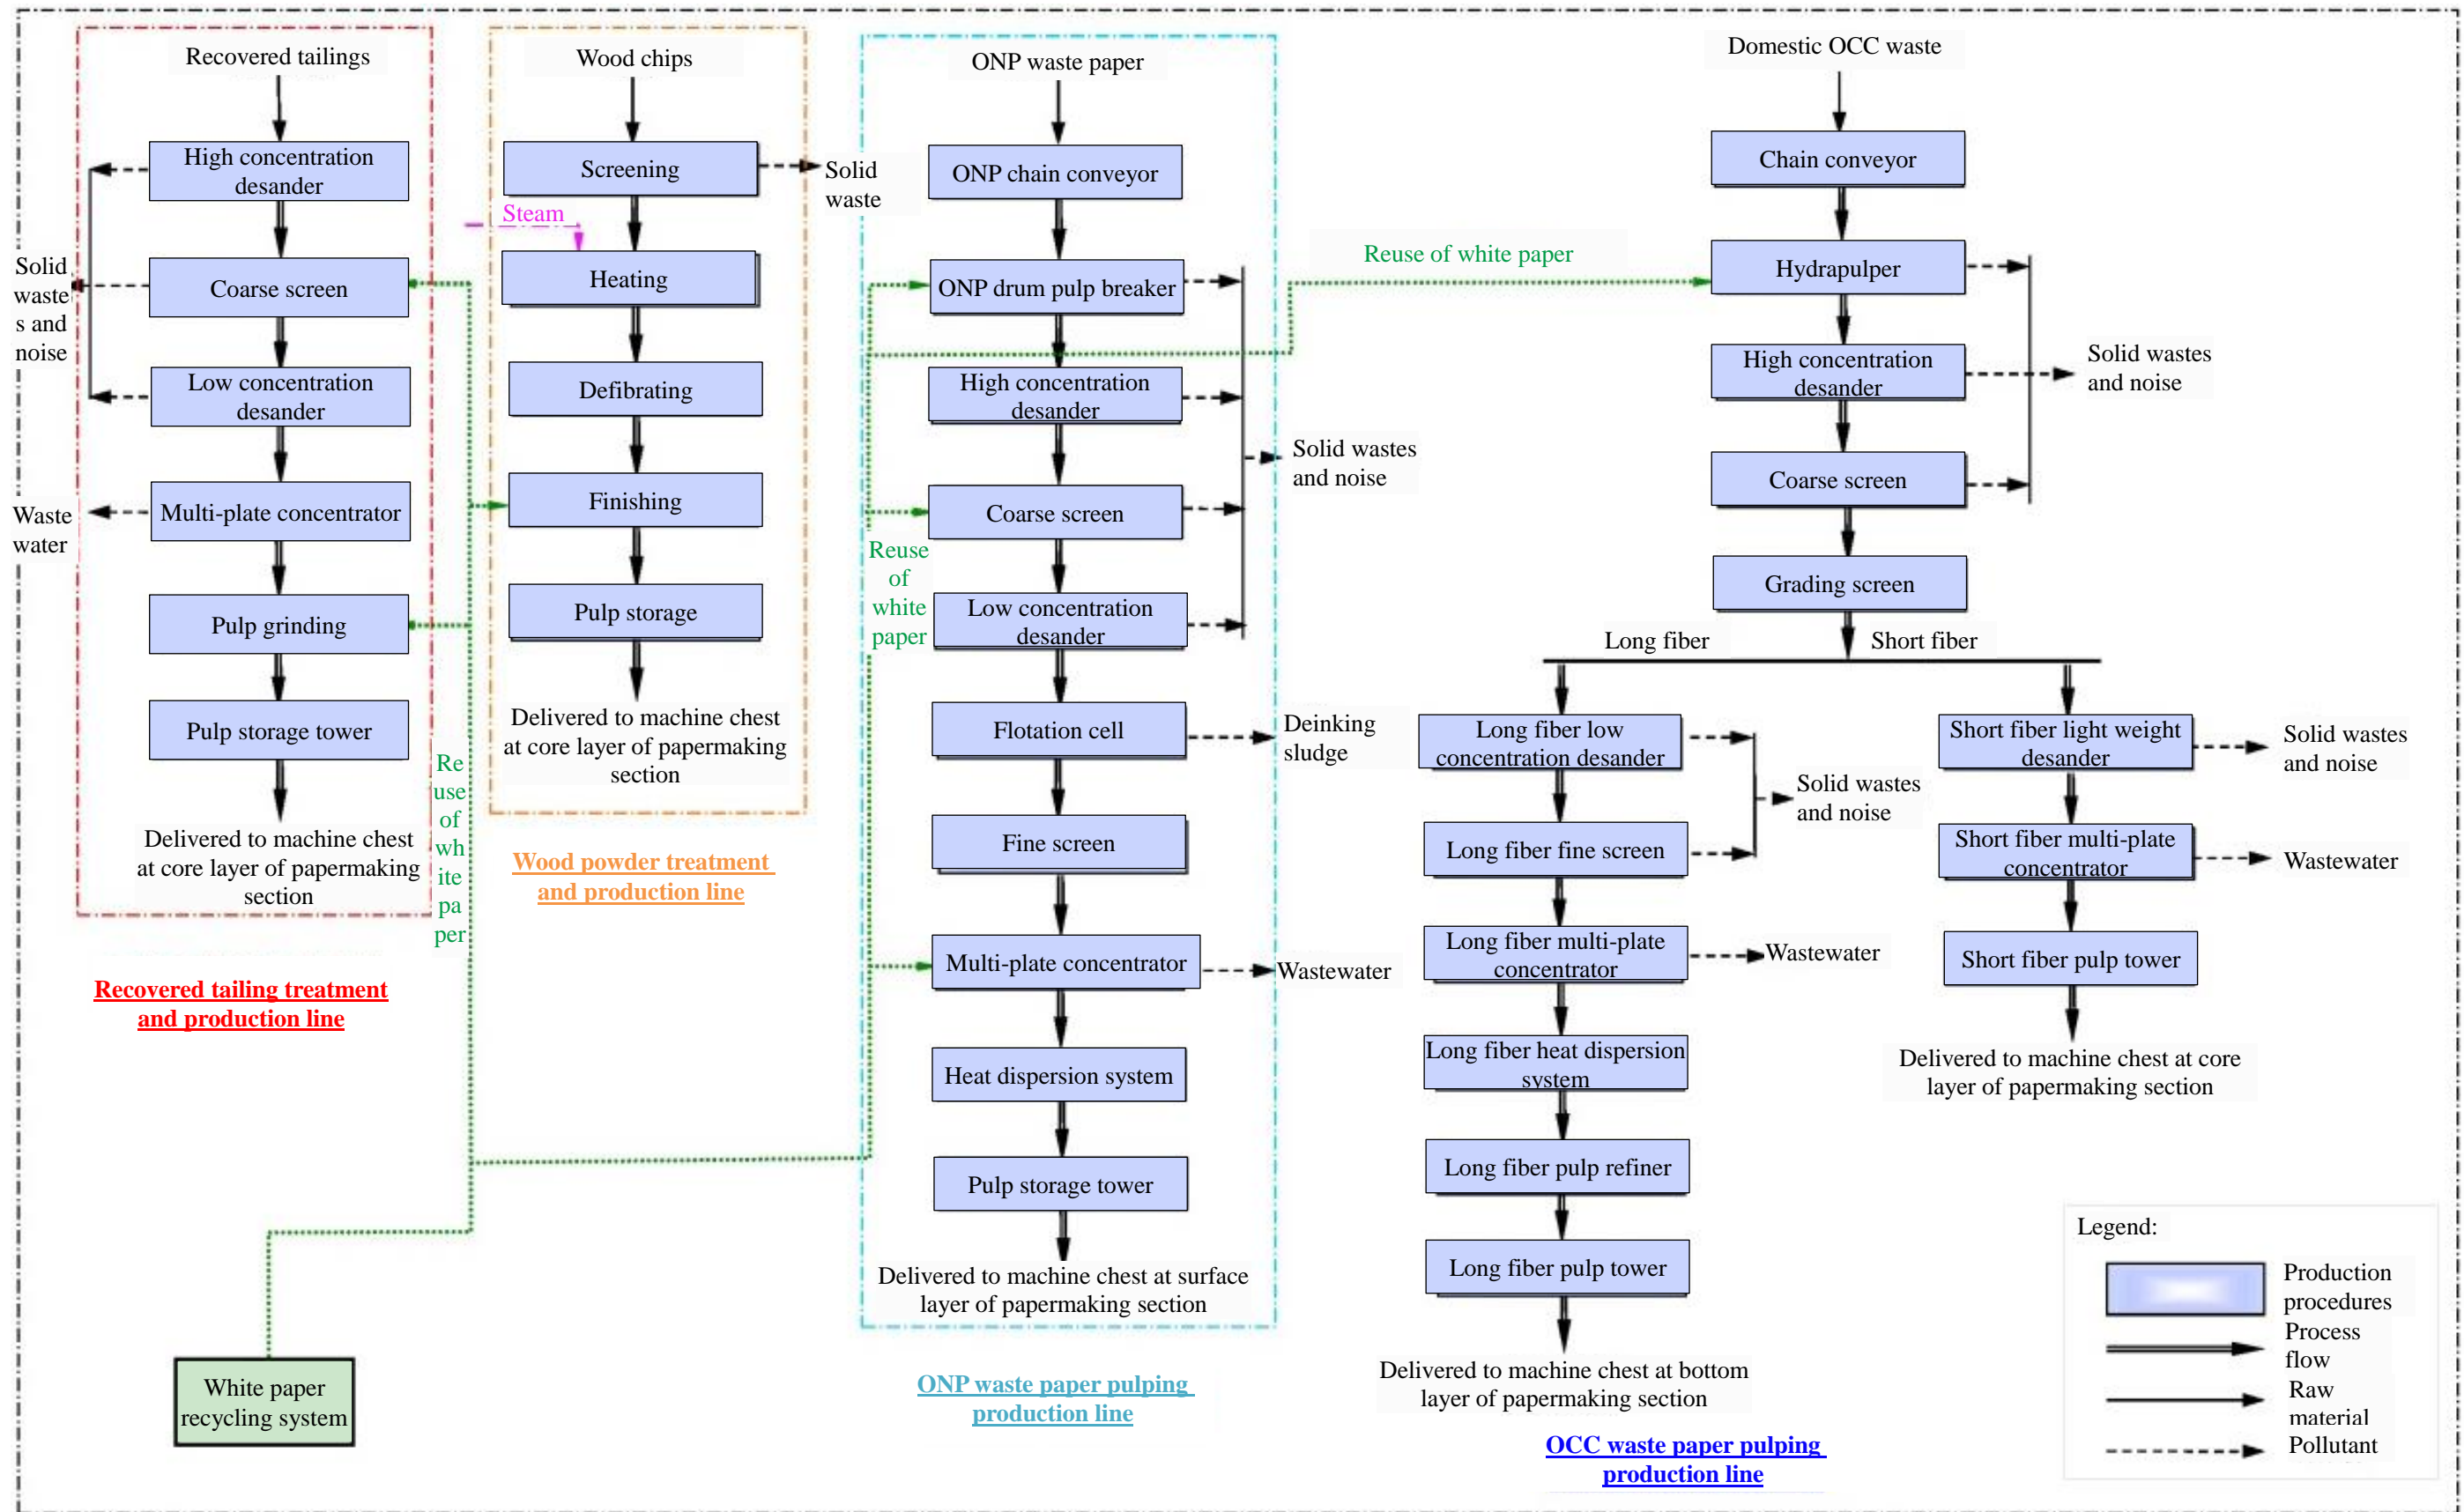 Recovered tailings
High concentration
desander
Coarse screen
Low concentration
desander
Multi-plate concentrator
Pulp grinding
Pulp storage tower
Delivered to machine chest
at core layer of papermaking
section
Solid
waste
s and
noise
Waste
water
Recovered tailing treatment
and production line
Re
use
of
wh
ite
pa
per
White paper
recycling system
Wood chips
Screening
Solid
waste
Steam
Heating
Defibrating
Finishing
Pulp storage
Delivered to machine chest
at core layer of papermaking
section
Wood powder treatment
and production line
ONP waste paper
ONP chain conveyor
ONP drum pulp breaker
High concentration
desander
Coarse screen
Low concentration
desander
Solid wastes
and noise
Reuse
of
white
paper
Flotation cell
Deinking
sludge
Fine screen
Multi-plate concentrator
Wastewater
Heat dispersion system
Pulp storage tower
Delivered to machine chest at surface
layer of papermaking section
ONP waste paper pulping
production line
Reuse of white paper
Domestic OCC waste
Chain conveyor
Hydrapulper
High concentration
desander
Coarse screen
Solid wastes
and noise
Grading screen
Long fiber
Short fiber
Long fiber low
concentration desander
Long fiber fine screen
Solid wastes
and noise
Long fiber multi-plate
concentrator
Wastewater
Long fiber heat dispersion
system
Long fiber pulp refiner
Long fiber pulp tower
Delivered to machine chest at bottom
layer of papermaking section
Short fiber light weight
desander
Solid wastes
and noise
Short fiber multi-plate
concentrator
Wastewater
Short fiber pulp tower
Delivered to machine chest at core
layer of papermaking section
OCC waste paper pulping
production line
Legend:
Production
procedures
Process
flow
Raw
material
Pollutant